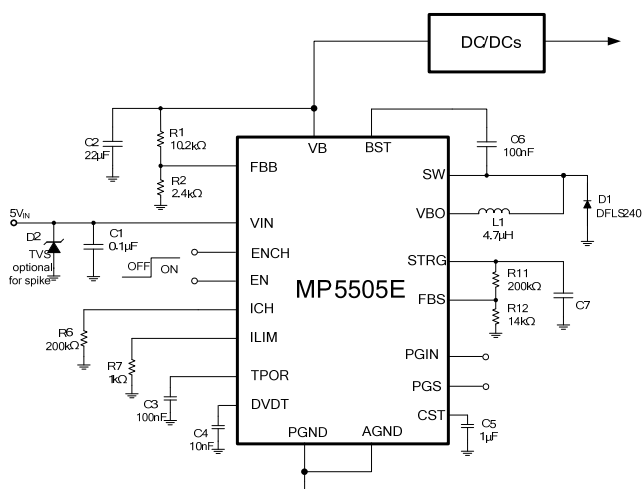 DC/DCs
C2
22µF
R1
10.2kΩ
R2
2.4kΩ
VB
BST
C6
100nF
FBB
SW
5VIN
VIN
VBO
L1
4.7µH
D1
DFLS240
D2
TVS
optional
for spike
C1
0.1µF
OFF
ON
ENCH
EN
STRG
R11
200kΩ
C7
MP5505E
ICH
FBS
R12
14kΩ
R6
200kΩ
ILIM
R7
1kΩ
PGIN
TPOR
C3
100nF
PGS
DVDT
C4
10nF
CST
C5
1µF
PGND
AGND